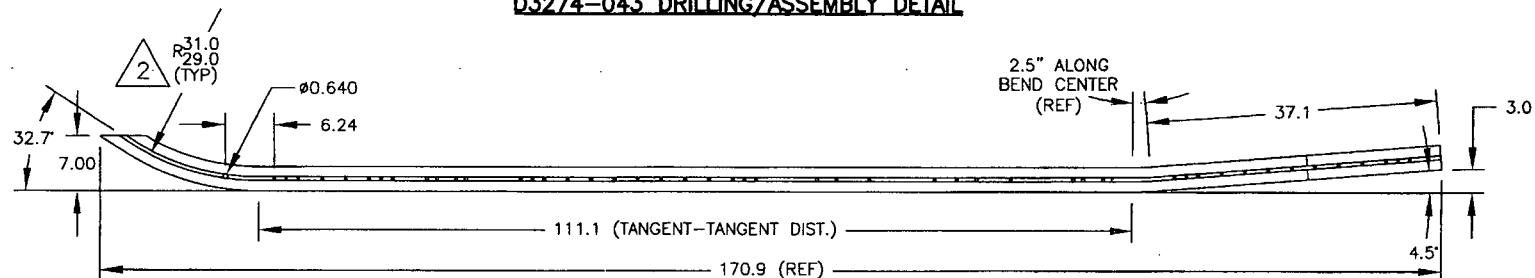 D3274-043 DRILLING/ASSEMBLY DETAIL
2
R31.0
29.0
(TYP)
Ø0.640
6.24
32.7°
7.00
2.5" ALONG
BEND CENTER
(REF)
37.1
3.0
111.1 (TANGENT-TANGENT DIST.)
4.5°
170.9 (REF)